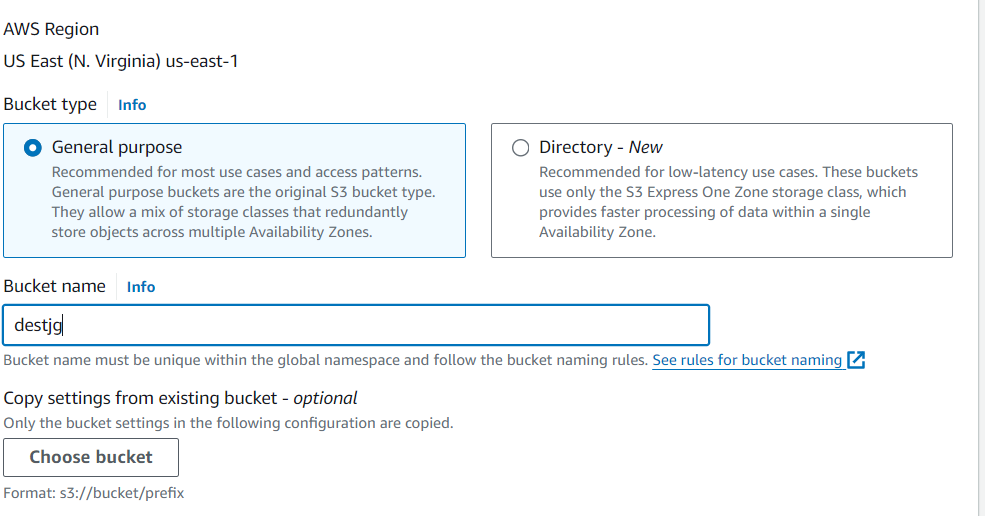 AWS Region
US East (N. Virginia) us-east-1
Bucket type Info
General purpose
Recommended for most use cases and access patterns.
General purpose buckets are the original S3 bucket type.
They allow a mix of storage classes that redundantly
store objects across multiple Availability Zones.
Directory - New
Recommended for low-latency use cases. These buckets
use only the S3 Express One Zone storage class, which
provides faster processing of data within a single
Availability Zone.
Bucket name Info
destjg
Bucket name must be unique within the global namespace and follow the bucket naming rules. See rules for bucket naming
Copy settings from existing bucket - optional
Only the bucket settings in the following configuration are copied.
Choose bucket
Format: s3://bucket/prefix